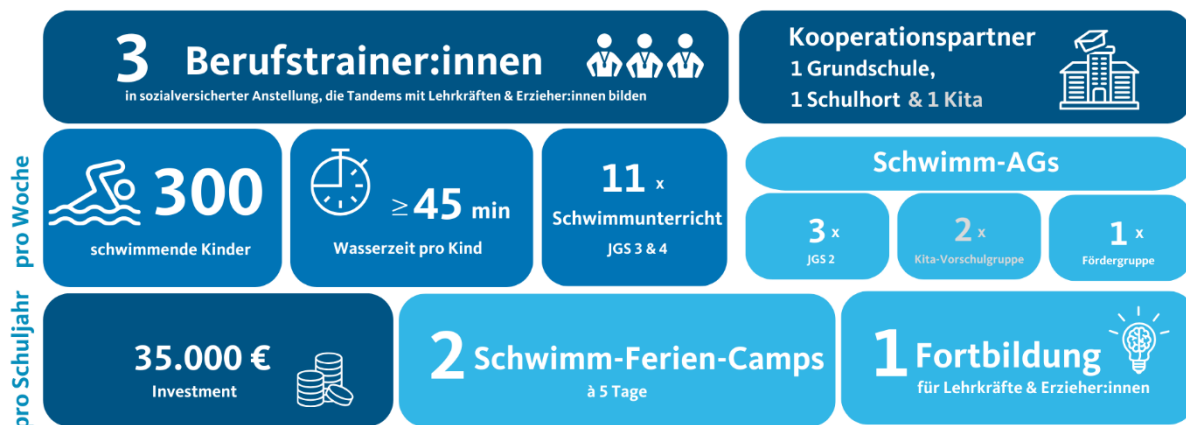 3 Berufstrainer:innen
in sozialversicherter Anstellung, die Tandems mit Lehrkräften & Erzieher:innen bilden
Kooperationspartner
1 Grundschule,
1 Schulhort & 1 Kita
pro Woche
300
schwimmende Kinder
≥ 45 min
Wasserzeit pro Kind
11 x
Schwimmunterricht
JGS 3 & 4
Schwimm-AGs
3 x
JGS 2
2 x
Kita-Vorschulgruppe
1 x
Fördergruppe
pro Schuljahr
35.000 €
Investment
2 Schwimm-Ferien-Camps
à 5 Tage
1 Fortbildung
für Lehrkräfte & Erzieher:innen